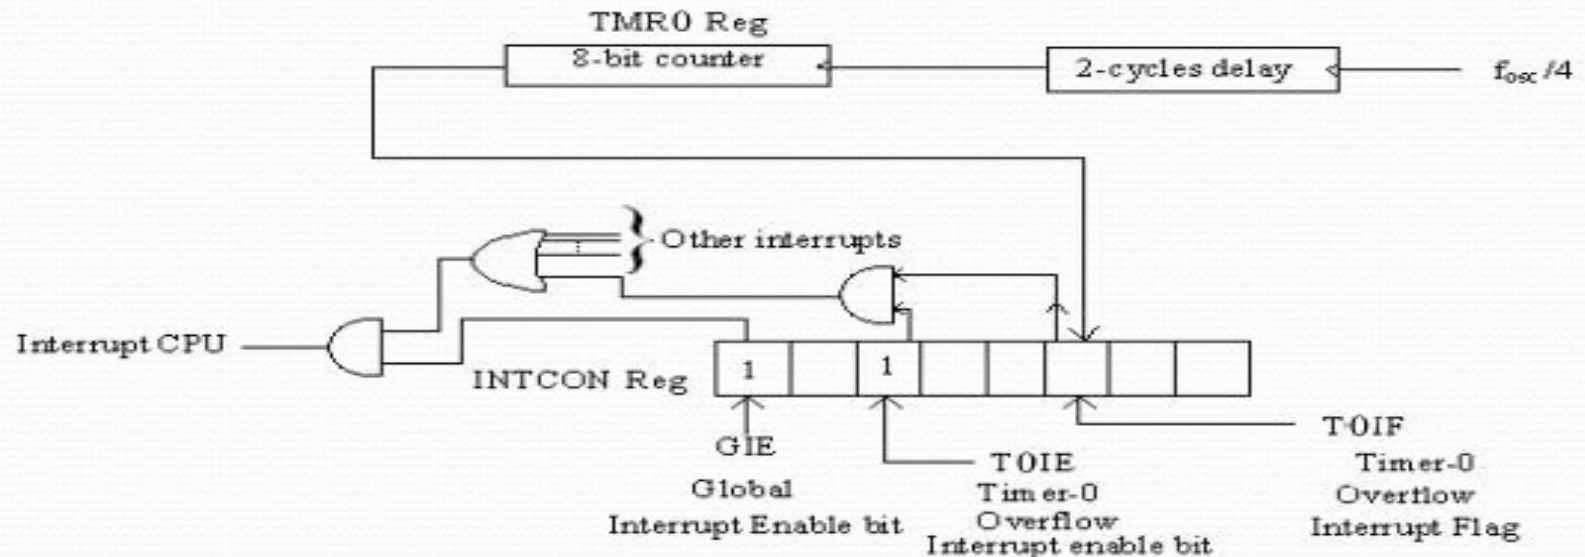 TMR0 Reg
8-bit counter
2-cycles delay
fosc/4
Other interrupts
Interrupt CPU
INTCON Reg
1
1
GIE
Global
Interrupt Enable bit
T0IE
Timer-0
Overflow
Interrupt enable bit
T0IF
Timer-0
Overflow
Interrupt Flag